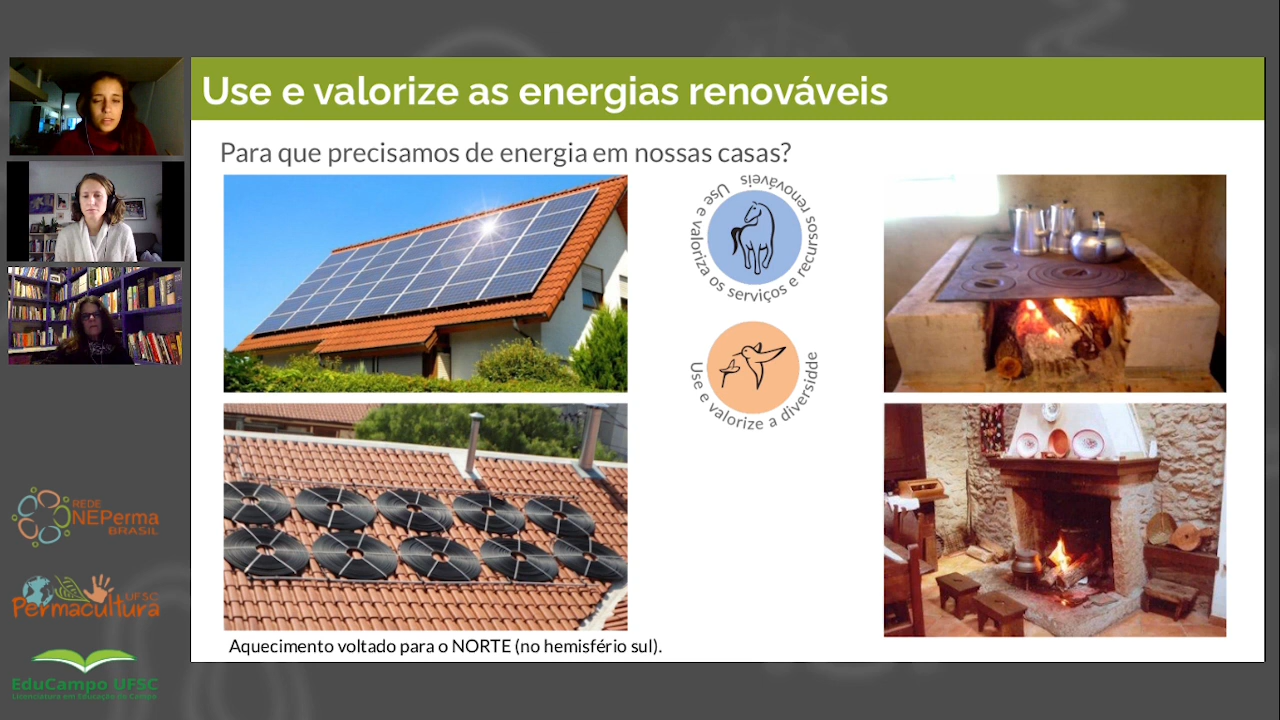 Use e valorize as energias renováveis
Para que precisamos de energia em nossas casas?
Use e valoriza os serviços e recursos renováveis
Use e valorize a diversidde
Aquecimento voltado para o NORTE (no hemisfério sul).
REDE
NEPerma
BRASIL
UFSC
Permacultura
EduCampo UFSC
Licenciatura em Educação do Campo